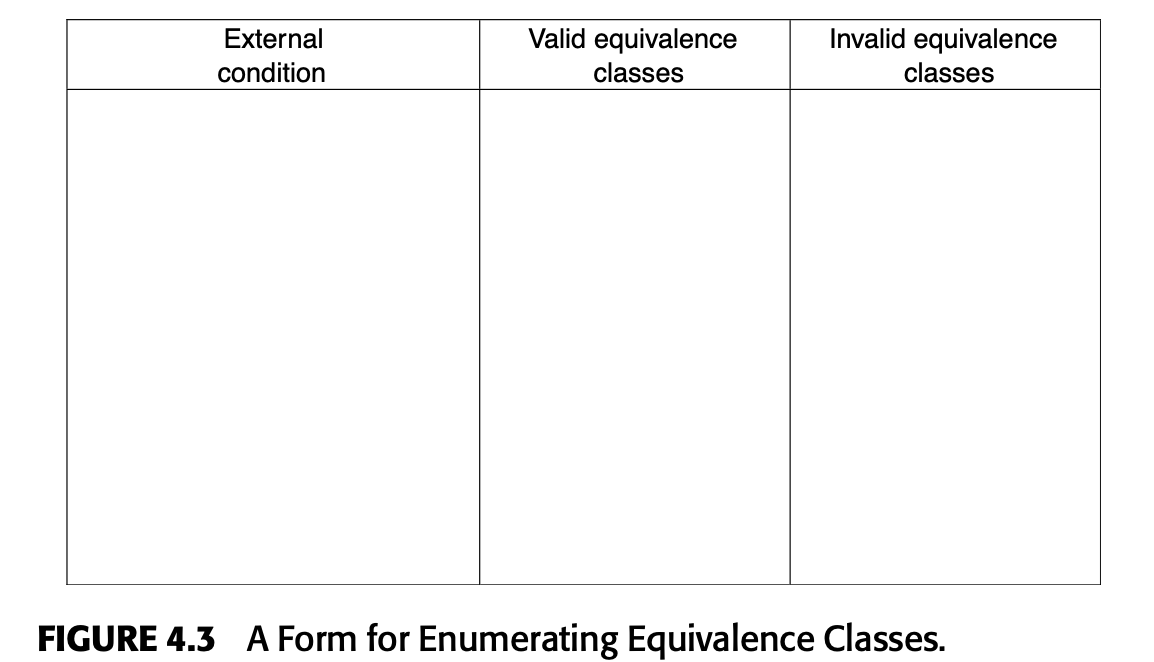 External
condition
Valid equivalence
classes
Invalid equivalence
classes
FIGURE 4.3 A Form for Enumerating Equivalence Classes.